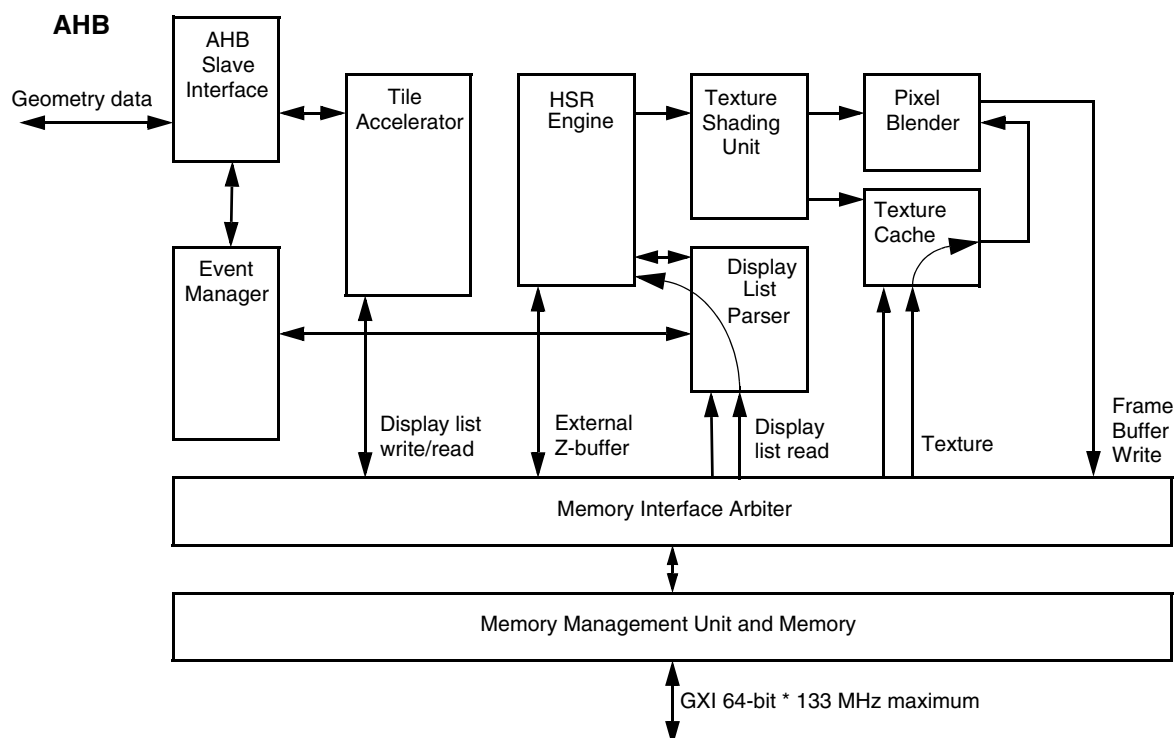 AHB
AHB
Slave
Interface
Geometry data
Tile
Accelerator
HSR
Engine
Texture
Shading
Unit
Pixel
Blender
Texture
Cache
Event
Manager
Display
List
Parser
Display list
write/read
External
Z-buffer
Display
list read
Texture
Frame
Buffer
Write
Memory Interface Arbiter
Memory Management Unit and Memory
GXI 64-bit * 133 MHz maximum